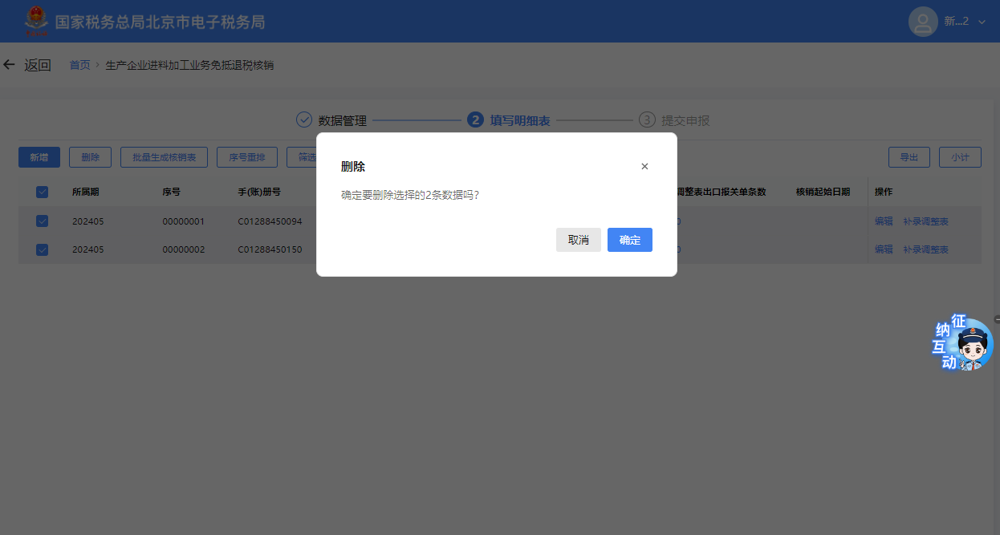 国家税务总局北京市电子税务局
新...2
返回 首页 生产企业进料加工业务免抵退税核销
数据管理 2 填写明细表 3 提交申报
新增 删除 批量生成核销表 序号重排 筛选 导出 小计
所属期 序号 手(账)册号 调整表出口报关单条数 核销起始日期 操作
202405 00000001 C01288450094 0 编辑 补录调整表
202405 00000002 C01288450150 0 编辑 补录调整表
删除
确定要删除选择的2条数据吗?
取消 确定
征纳互动